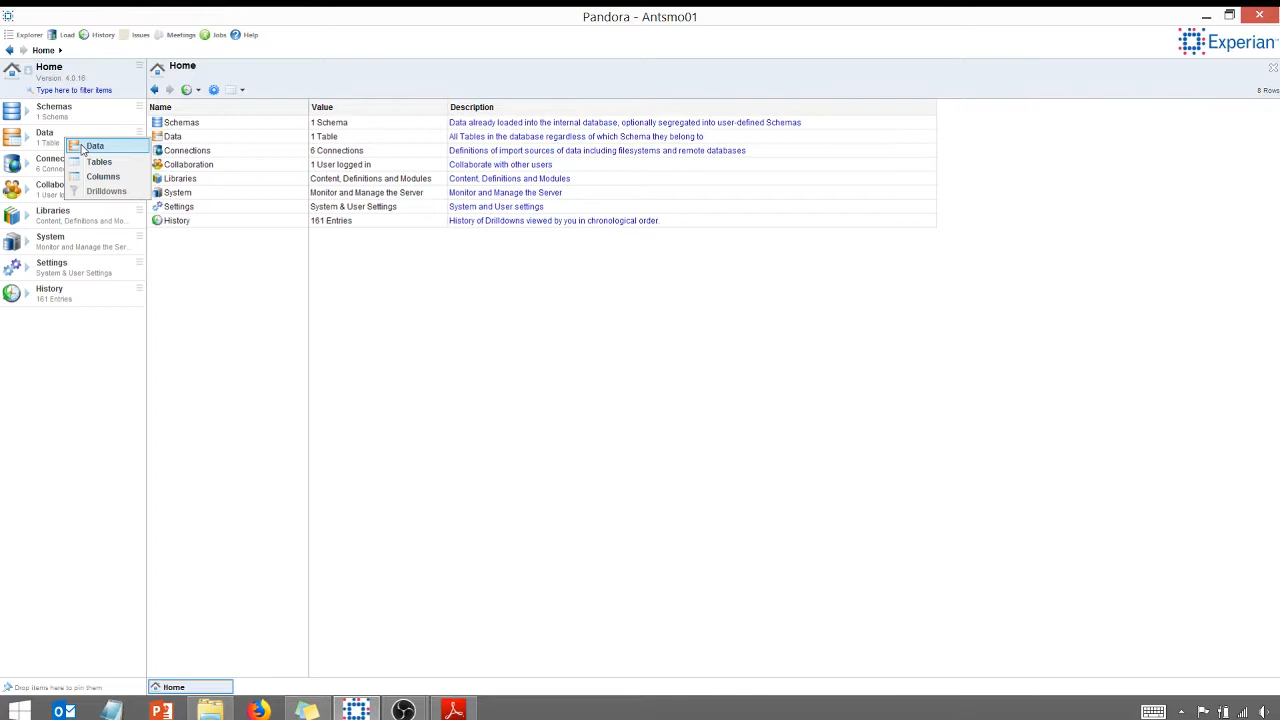 Pandora - Antsmo01
Explorer Load History Issues Meetings Jobs Help
Home
Experian
Home
Version: 4.0.16
Type here to filter items
Schemas
1 Schema
Data
1 Table
Data
Tables
Columns
Drilldowns
Connec
6 Connec
Collabo
1 User lo
Libraries
Content, Definitions and Mo...
System
Monitor and Manage the Ser...
Settings
System & User Settings
History
161 Entries
Home
8 Rows
Name Value Description
Schemas 1 Schema Data already loaded into the internal database, optionally segregated into user-defined Schemas
Data 1 Table All Tables in the database regardless of which Schema they belong to
Connections 6 Connections Definitions of import sources of data including filesystems and remote databases
Collaboration 1 User logged in Collaborate with other users
Libraries Content, Definitions and Modules Content, Definitions and Modules
System Monitor and Manage the Server Monitor and Manage the Server
Settings System & User Settings System and User settings
History 161 Entries History of Drilldowns viewed by you in chronological order.
Drop items here to pin them
Home